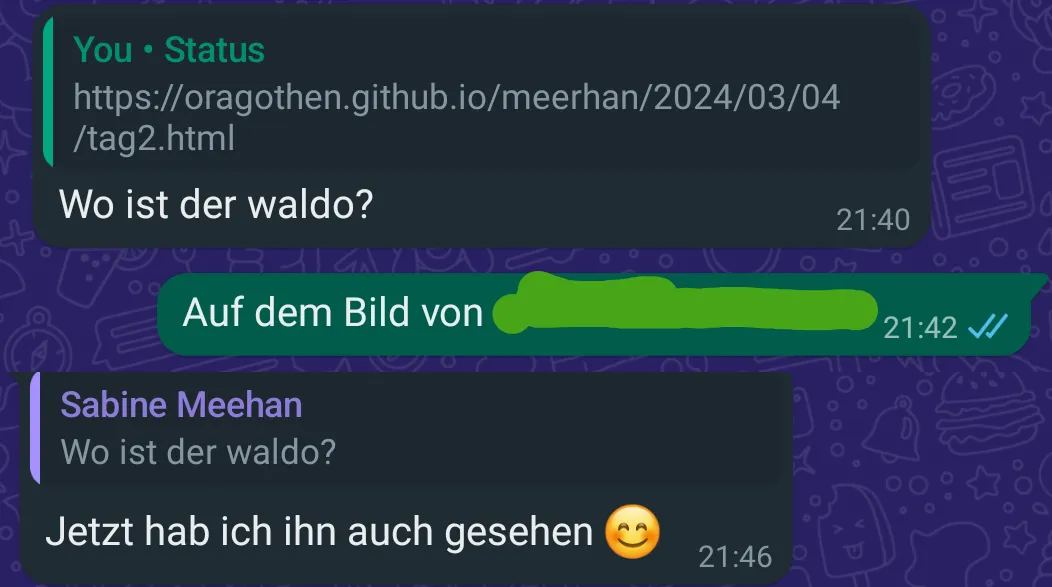 You • Status
https://oragothen.github.io/meerhan/2024/03/04
/tag2.html
Wo ist der waldo?
21:40
Auf dem Bild von
21:42
Sabine Meehan
Wo ist der waldo?
Jetzt hab ich ihn auch gesehen 😊
21:46